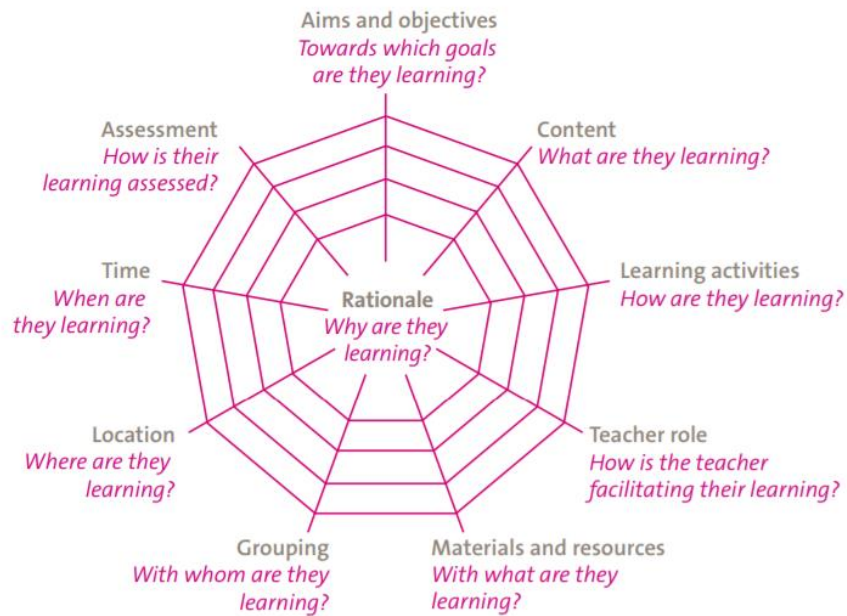 Aims and objectives
Towards which goals
are they learning?
Content
What are they learning?
Learning activities
How are they learning?
Teacher role
How is the teacher
facilitating their learning?
Materials and resources
With what are they
learning?
Grouping
With whom are they
learning?
Location
Where are they
learning?
Time
When are
they learning?
Assessment
How is their
learning assessed?
Rationale
Why are they
learning?